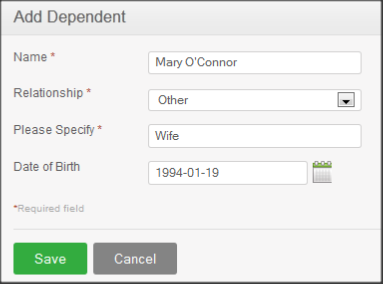 Add Dependent
Name * Mary O'Connor
Relationship * Other
Please Specify * Wife
Date of Birth 1994-01-19
*Required field
Save Cancel